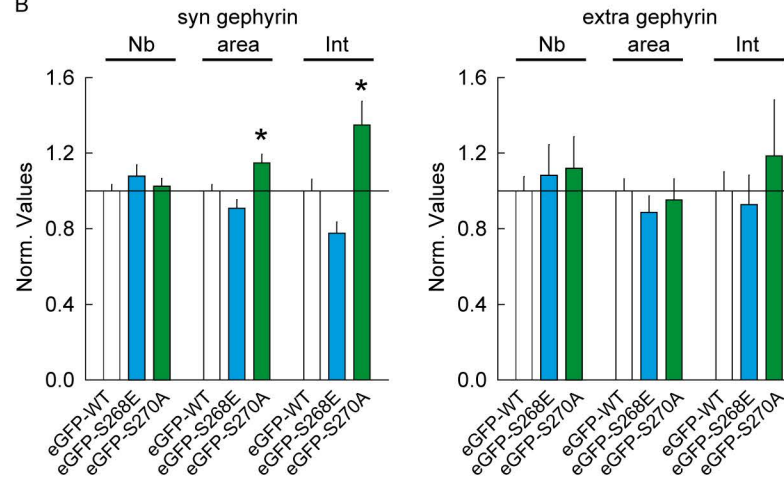 B
syn gephyrin
Nb area Int
Norm. Values
1.6
1.2
0.8
0.4
0.0
*
*
eGFP-WT
eGFP-S268E
eGFP-S270A
eGFP-WT
eGFP-S268E
eGFP-S270A
eGFP-WT
eGFP-S268E
eGFP-S270A
extra gephyrin
Nb area Int
Norm. Values
1.6
1.2
0.8
0.4
0.0
eGFP-WT
eGFP-S268E
eGFP-S270A
eGFP-WT
eGFP-S268E
eGFP-S270A
eGFP-WT
eGFP-S268E
eGFP-S270A